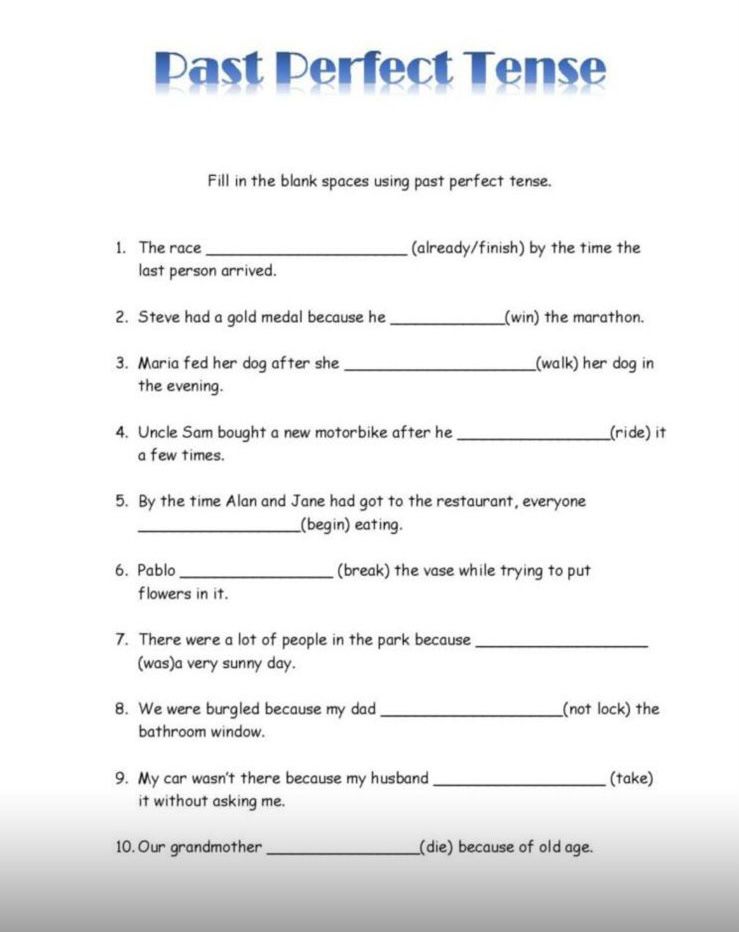 Past Perfect Tense
Fill in the blank spaces using past perfect tense.
1. The race ____________________ (already/finish) by the time the
last person arrived.
2. Steve had a gold medal because he ____________(win) the marathon.
3. Maria fed her dog after she ____________________(walk) her dog in
the evening.
4. Uncle Sam bought a new motorbike after he ________________(ride) it
a few times.
5. By the time Alan and Jane had got to the restaurant, everyone
_________________(begin) eating.
6. Pablo ________________ (break) the vase while trying to put
flowers in it.
7. There were a lot of people in the park because __________________
(was)a very sunny day.
8. We were burgled because my dad ___________________(not lock) the
bathroom window.
9. My car wasn't there because my husband __________________ (take)
it without asking me.
10. Our grandmother ________________(die) because of old age.